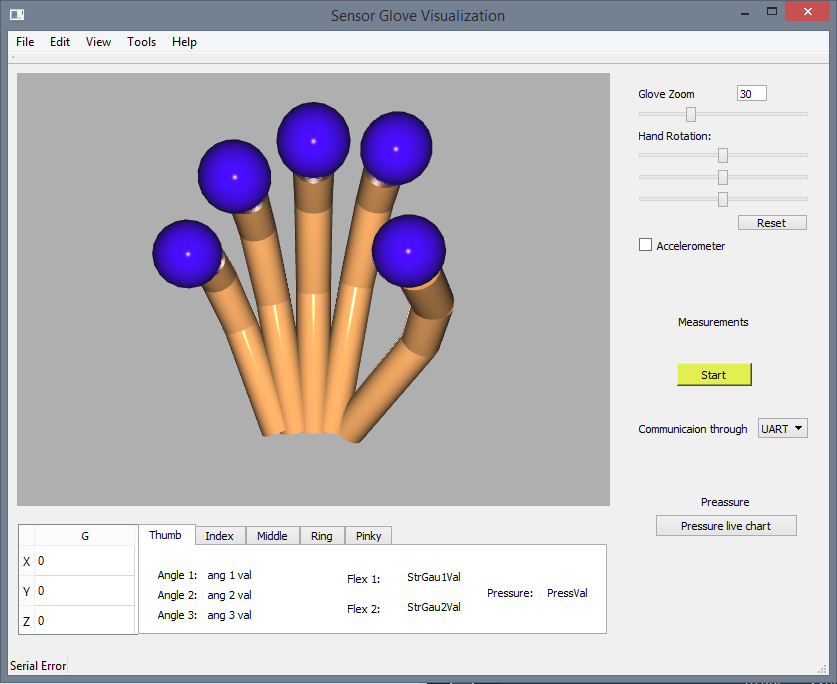 Sensor Glove Visualization
File Edit View Tools Help
Glove Zoom 30
Hand Rotation:
Reset
Accelerometer
Measurements
Start
Communicaion through UART
Preassure
Pressure live chart
G
X 0
Y 0
Z 0
Thumb Index Middle Ring Pinky
Angle 1: ang 1 val
Angle 2: ang 2 val
Angle 3: ang 3 val
Flex 1: StrGau1Val
Flex 2: StrGau2Val
Pressure: PressVal
Serial Error